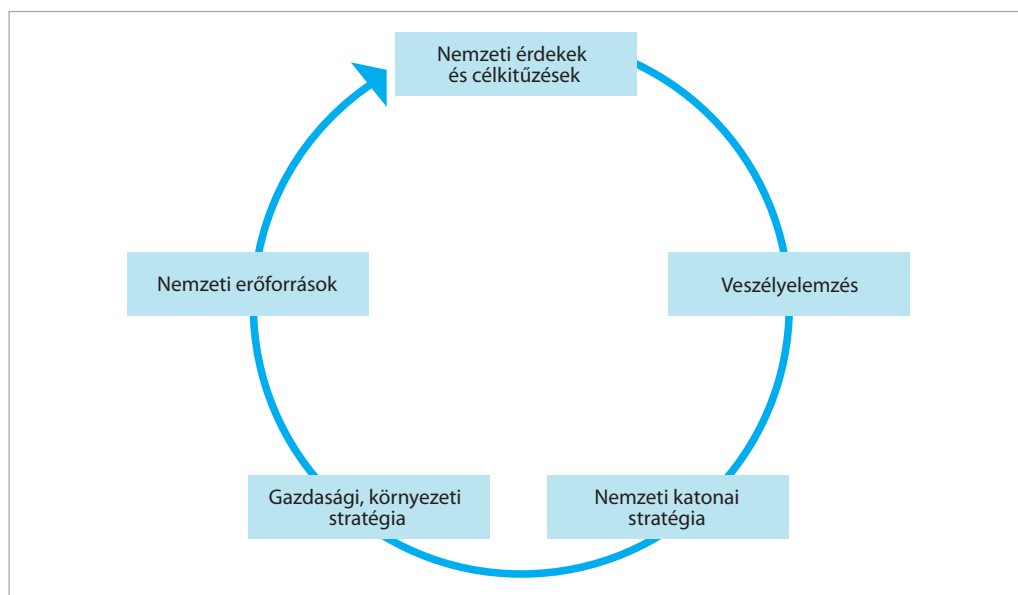 Nemzeti érdekek
és célkitűzések
Nemzeti erőforrások
Veszélyelemzés
Gazdasági, környezeti
stratégia
Nemzeti katonai
stratégia